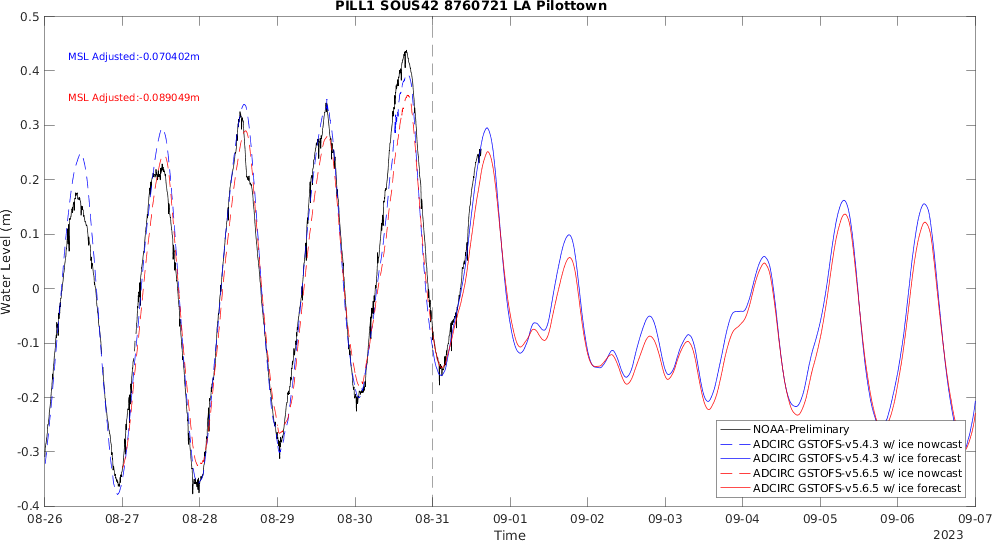 PILL1 SOUS42 8760721 LA Pilottown
MSL Adjusted:-0.070402m
MSL Adjusted:-0.089049m
Water Level (m)
0.5
0.4
0.3
0.2
0.1
0
-0.1
-0.2
-0.3
-0.4
NOAA-Preliminary
ADCIRC GSTOFS-v5.4.3 w/ ice nowcast
ADCIRC GSTOFS-v5.4.3 w/ ice forecast
ADCIRC GSTOFS-v5.6.5 w/ ice nowcast
ADCIRC GSTOFS-v5.6.5 w/ ice forecast
08-26 08-27 08-28 08-29 08-30 08-31 09-01 09-02 09-03 09-04 09-05 09-06 09-07
Time
2023